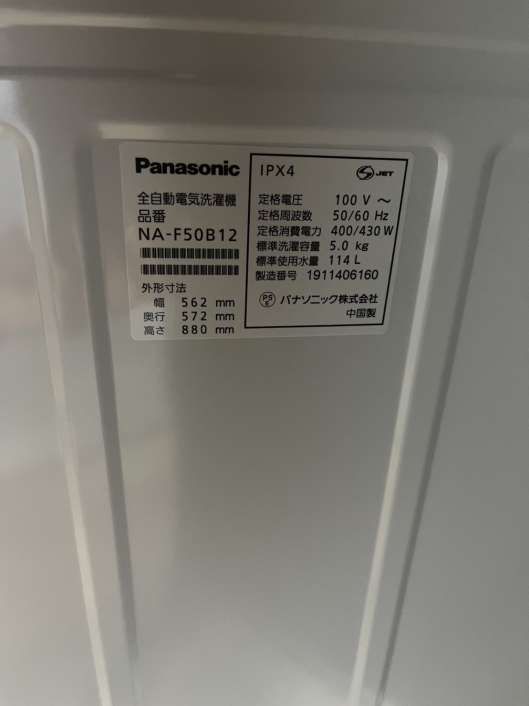 Panasonic
全自動電気洗濯機
品番
NA-F50B12
外形寸法
幅 562 mm
奥行 572 mm
高さ 880 mm
IPX4
S JET
定格電圧 100 V ～
定格周波数 50/60 Hz
定格消費電力 400/430 W
標準洗濯容量 5.0 kg
標準使用水量 114 L
製造番号 1911406160
PS E パナソニック株式会社
中国製